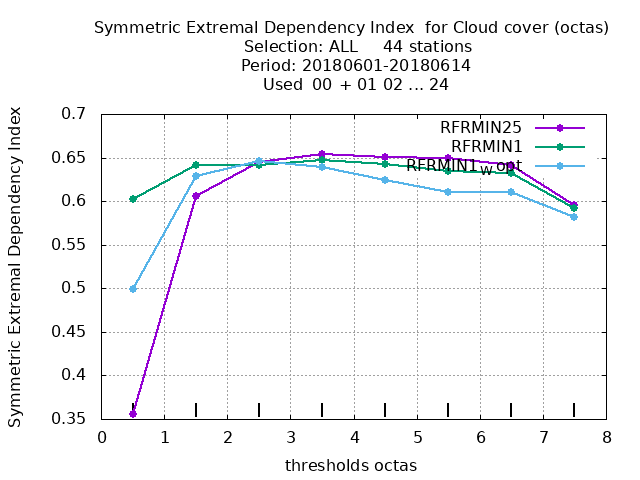 Symmetric Extremal Dependency Index  for Cloud cover (octas)
Selection: ALL     44 stations
Period: 20180601-20180614
Used  00 + 01 02 ... 24
Symmetric Extremal Dependency Index
0.7
0.65
0.6
0.55
0.5
0.45
0.4
0.35
RFRMIN25
RFRMIN1
RFRMIN1wopt
0 1 2 3 4 5 6 7 8
thresholds octas